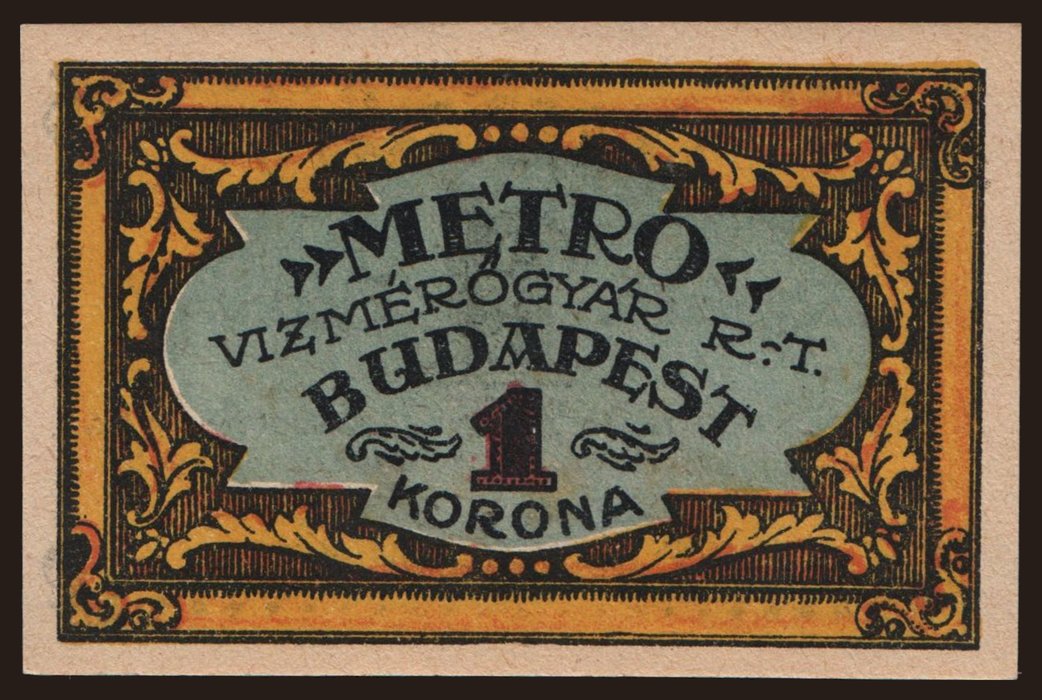 »METRO«
VIZMÉRŐGYÁR R.-T.
BUDAPEST
1
KORONA